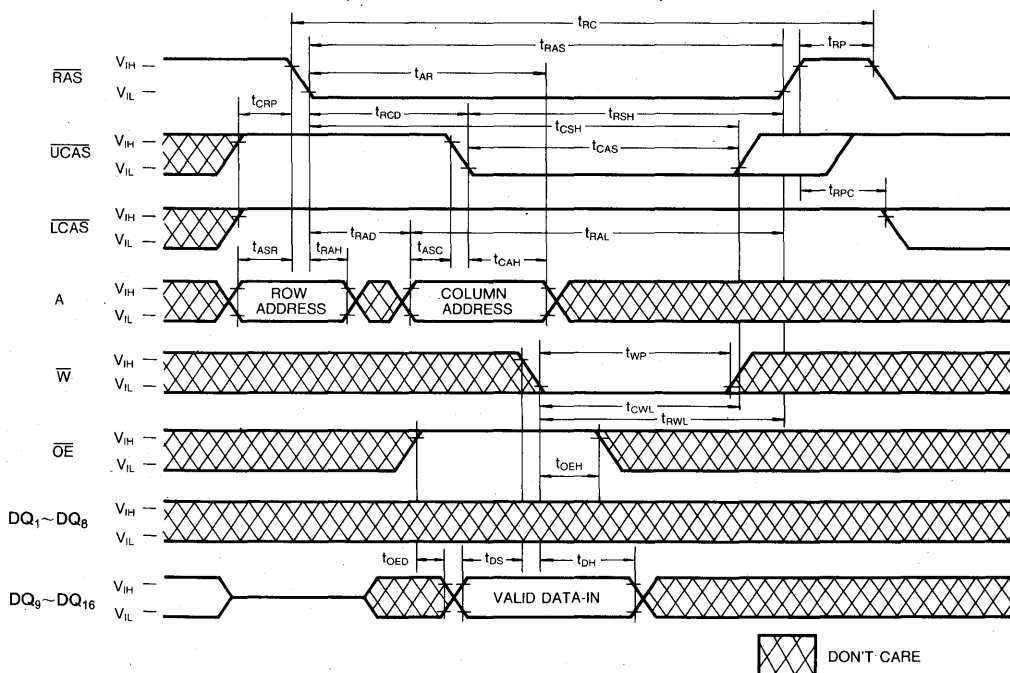 tRC
tRAS
tRP
RAS
VIH
VIL
tAR
tCRP
tRCD
tRSH
tCSH
UCAS
VIH
VIL
tCAS
tRPC
LCAS
VIH
VIL
tRAD
tRAL
tASR
tRAH
tASC
tCAH
A
VIH
VIL
ROW ADDRESS
COLUMN ADDRESS
W
VIH
VIL
tWP
tCWL
tRWL
OE
VIH
VIL
tOEH
DQ1~DQ8
VIH
VIL
tOED
tDS
tDH
DQ9~DQ16
VIH
VIL
VALID DATA-IN
DON'T CARE